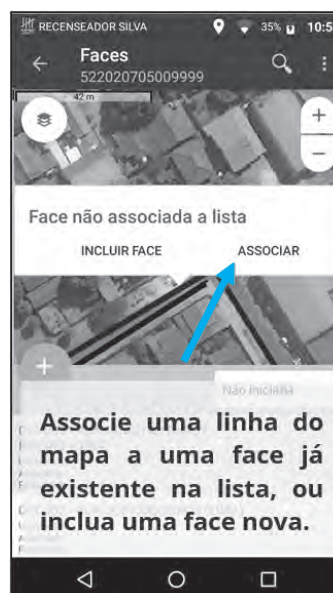 RECENSEADOR SILVA 35% 10:5
Faces
522020705009999
42 m
+
−
Face não associada a lista
INCLUIR FACE ASSOCIAR
+
Não iniciada
Associe uma linha do
mapa a uma face já
existente na lista, ou
inclua uma face nova.